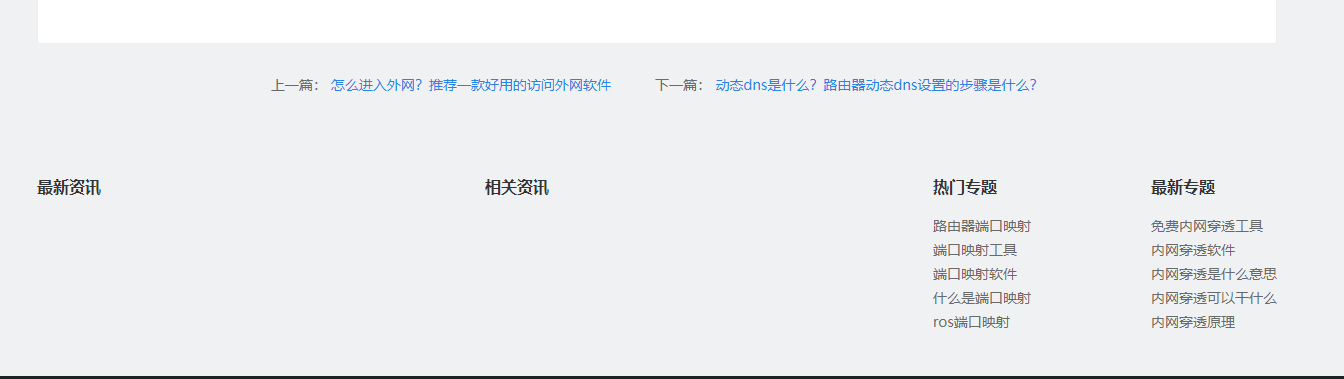 上一篇： 怎么进入外网？推荐一款好用的访问外网软件 下一篇： 动态dns是什么？路由器动态dns设置的步骤是什么？
最新资讯
相关资讯
热门专题
路由器端口映射
端口映射工具
端口映射软件
什么是端口映射
ros端口映射
最新专题
免费内网穿透工具
内网穿透软件
内网穿透是什么意思
内网穿透可以干什么
内网穿透原理